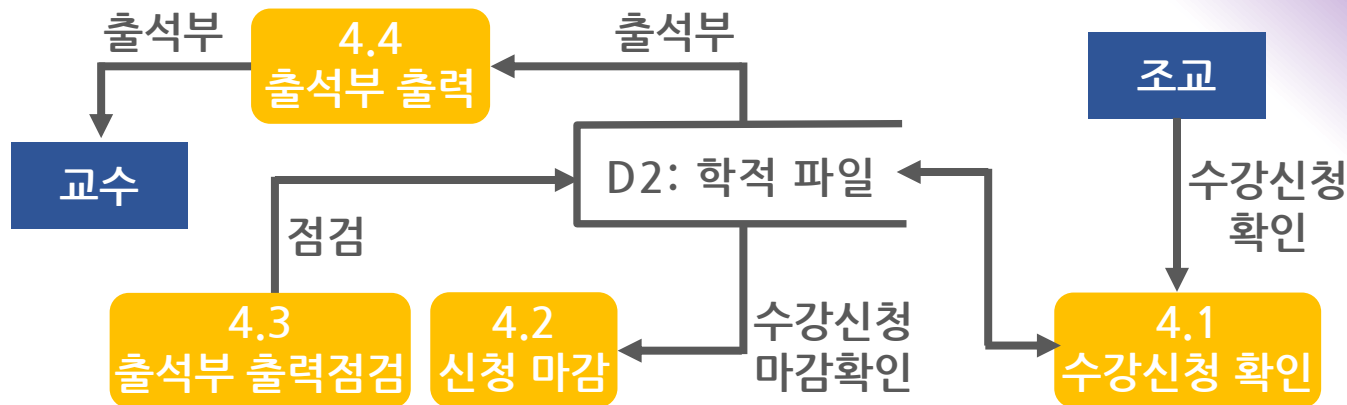 출석부
4.4
출석부 출력
출석부
조교
교수
D2: 학적 파일
수강신청
확인
점검
4.3
출석부 출력점검
4.2
신청 마감
수강신청
마감확인
4.1
수강신청 확인